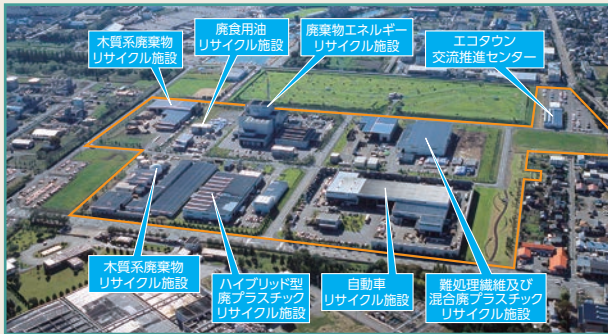 木質系廃棄物
リサイクル施設
廃食用油
リサイクル施設
廃棄物エネルギー
リサイクル施設
エコタウン
交流推進センター
木質系廃棄物
リサイクル施設
ハイブリッド型
廃プラスチック
リサイクル施設
自動車
リサイクル施設
難処理繊維及び
混合廃プラスチック
リサイクル施設